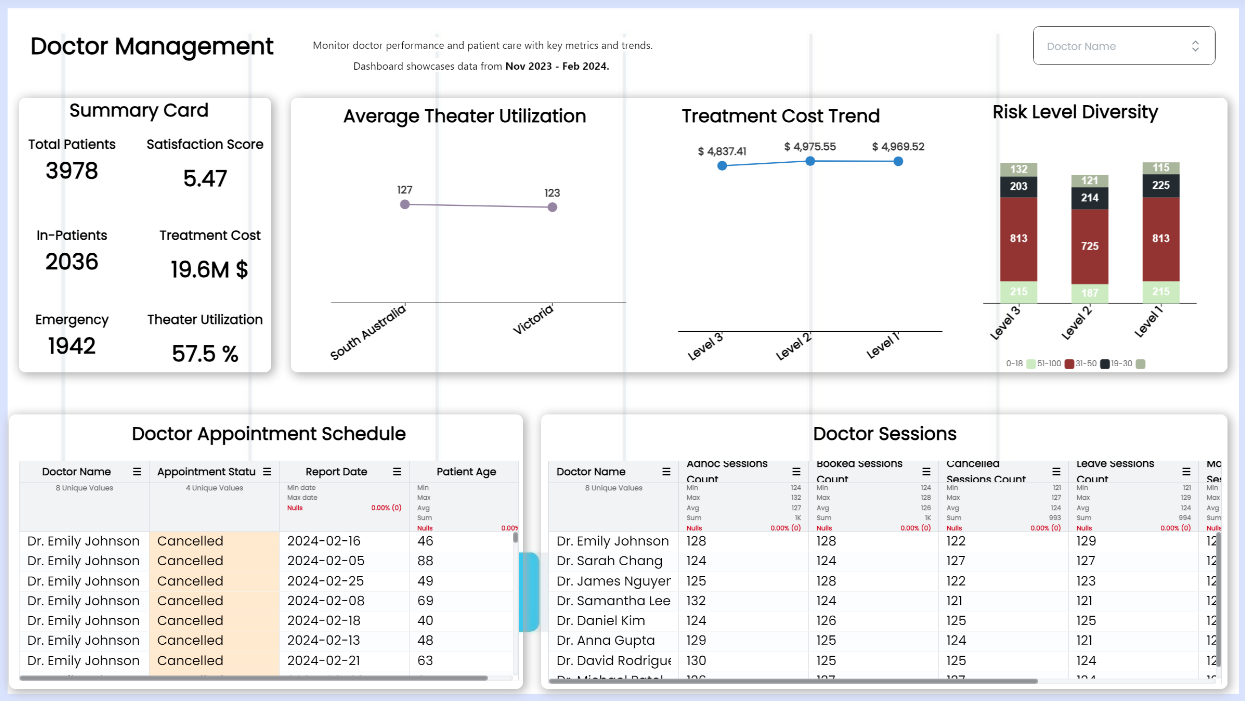 Doctor Management
Monitor doctor performance and patient care with key metrics and trends.
Dashboard showcases data from Nov 2023 - Feb 2024.
Doctor Name
Summary Card
Total Patients
3978
Satisfaction Score
5.47
In-Patients
2036
Treatment Cost
19.6M $
Emergency
1942
Theater Utilization
57.5 %
Average Theater Utilization
127
123
South Australia
Victoria
Treatment Cost Trend
$ 4,837.41
$ 4,975.55
$ 4,969.52
Level 3
Level 2
Level 1
Risk Level Diversity
132
203
813
215
121
214
725
187
115
225
813
215
Level 3
Level 2
Level 1
0-18 51-100 31-50 19-30
Doctor Appointment Schedule
Doctor Name Appointment Statu Report Date Patient Age
8 Unique Values 4 Unique Values Min date Min
Max date Max
Nulls 0.00% (0) Avg
Sum
Nulls 0.00%
Dr. Emily Johnson Cancelled 2024-02-16 46
Dr. Emily Johnson Cancelled 2024-02-05 88
Dr. Emily Johnson Cancelled 2024-02-25 49
Dr. Emily Johnson Cancelled 2024-02-08 69
Dr. Emily Johnson Cancelled 2024-02-18 40
Dr. Emily Johnson Cancelled 2024-02-13 48
Dr. Emily Johnson Cancelled 2024-02-21 63
Doctor Sessions
Doctor Name Adhoc Sessions Count Booked Sessions Count Cancelled Sessions Count Leave Sessions Count
8 Unique Values Min 124 Min 124 Min 121 Min 121
Max 132 Max 128 Max 127 Max 129
Avg 127 Avg 126 Avg 124 Avg 124
Sum 1K Sum 1K Sum 993 Sum 994
Nulls 0.00% (0) Nulls 0.00% (0) Nulls 0.00% (0) Nulls 0.00% (0)
Dr. Emily Johnson 128 128 122 129
Dr. Sarah Chang 124 124 127 127
Dr. James Nguyen 125 128 122 123
Dr. Samantha Lee 132 124 121 121
Dr. Daniel Kim 124 126 125 121
Dr. Anna Gupta 129 125 124 121
Dr. David Rodrigue 130 125 125 124
Dr. Michael Patel 126 127 127 124